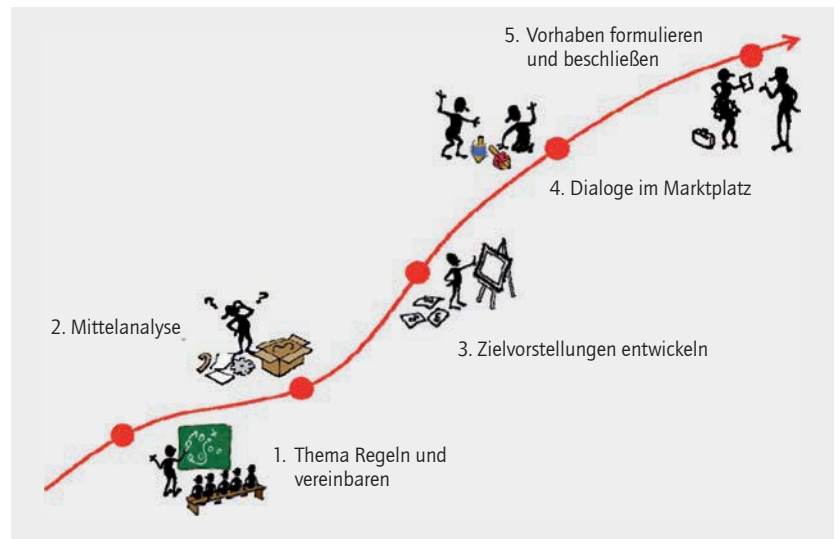 5. Vorhaben formulieren
und beschließen
4. Dialoge im Marktplatz
2. Mittelanalyse
3. Zielvorstellungen entwickeln
1. Thema Regeln und
vereinbaren